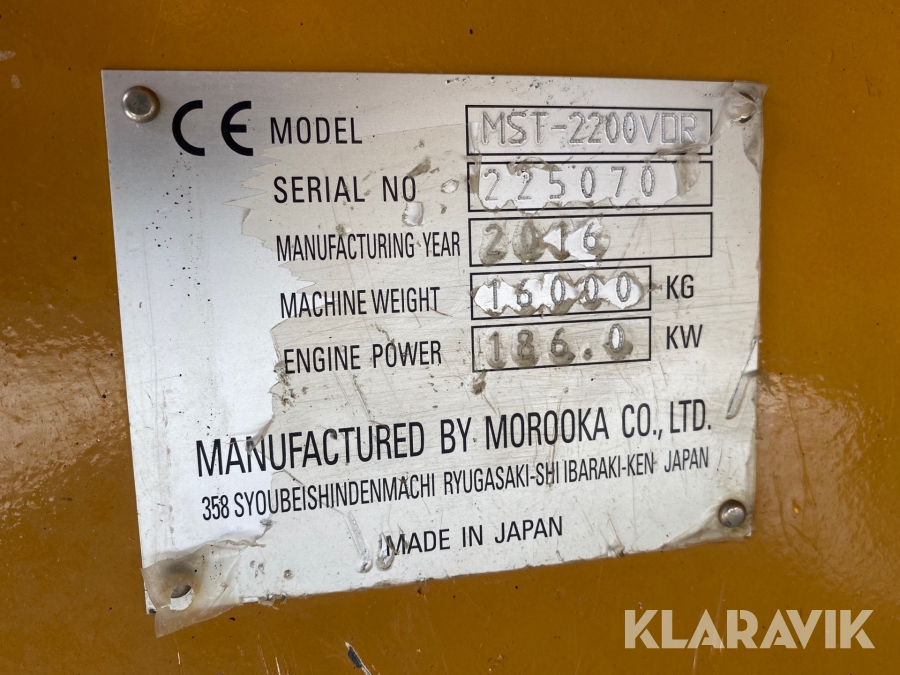 CE MODEL MST-2200VDR
SERIAL NO 225070
MANUFACTURING YEAR 2016
MACHINE WEIGHT 16000 KG
ENGINE POWER 186.0 KW
MANUFACTURED BY MOROOKA CO., LTD.
358 SYOUBEISHINDENMACHI RYUGASAKI-SHI IBARAKI-KEN JAPAN
MADE IN JAPAN
KLARAVIK